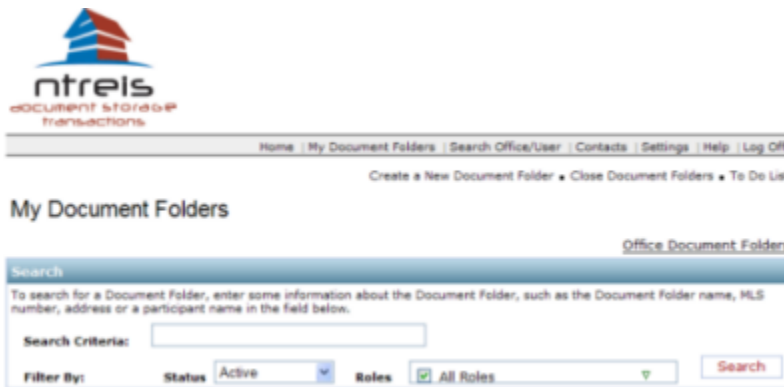 ntreis
document storage
transactions
Home | My Document Folders | Search Office/User | Contacts | Settings | Help | Log Off
Create a New Document Folder ▪ Close Document Folders ▪ To Do Lis
My Document Folders
Office Document Folders
Search
To search for a Document Folder, enter some information about the Document Folder, such as the Document Folder name, MLS
number, address or a participant name in the field below.
Search Criteria:
Filter By: Status Active Roles All Roles Search